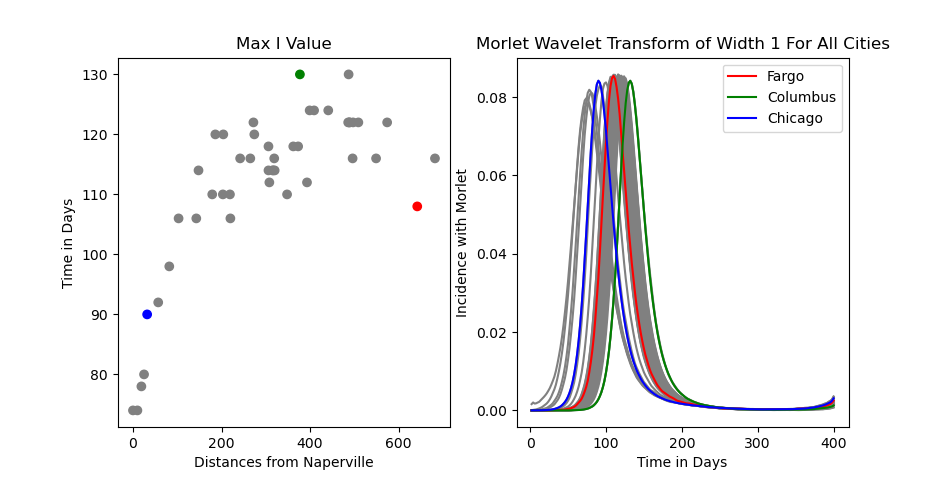 Max I Value
130
120
110
100
90
80
Time in Days
0
200
400
600
Distances from Naperville
Morlet Wavelet Transform of Width 1 For All Cities
Fargo
Columbus
Chicago
0.08
0.06
0.04
0.02
0.00
Incidence with Morlet
0
100
200
300
400
Time in Days